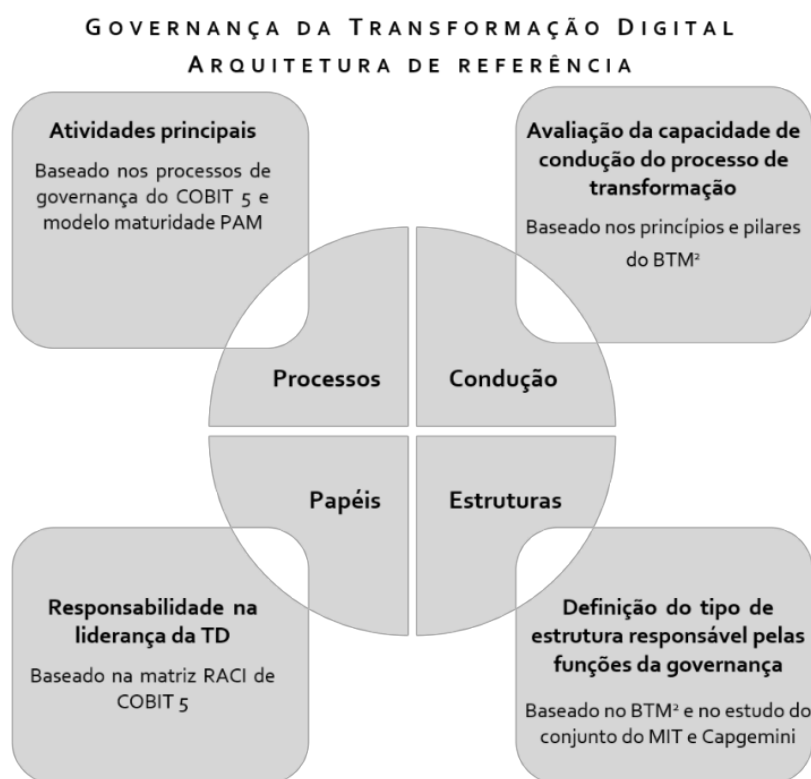 GOVERNANÇA DA TRANSFORMAÇÃO DIGITAL
ARQUITETURA DE REFERÊNCIA
Atividades principais
Baseado nos processos de
governança do COBIT 5 e
modelo maturidade PAM
Avaliação da capacidade de
condução do processo de
transformação
Baseado nos princípios e pilares
do BTM²
Processos
Condução
Papéis
Estruturas
Responsabilidade na
liderança da TD
Baseado na matriz RACI de
COBIT 5
Definição do tipo de
estrutura responsável pelas
funções da governança
Baseado no BTM² e no estudo do
conjunto do MIT e Capgemini